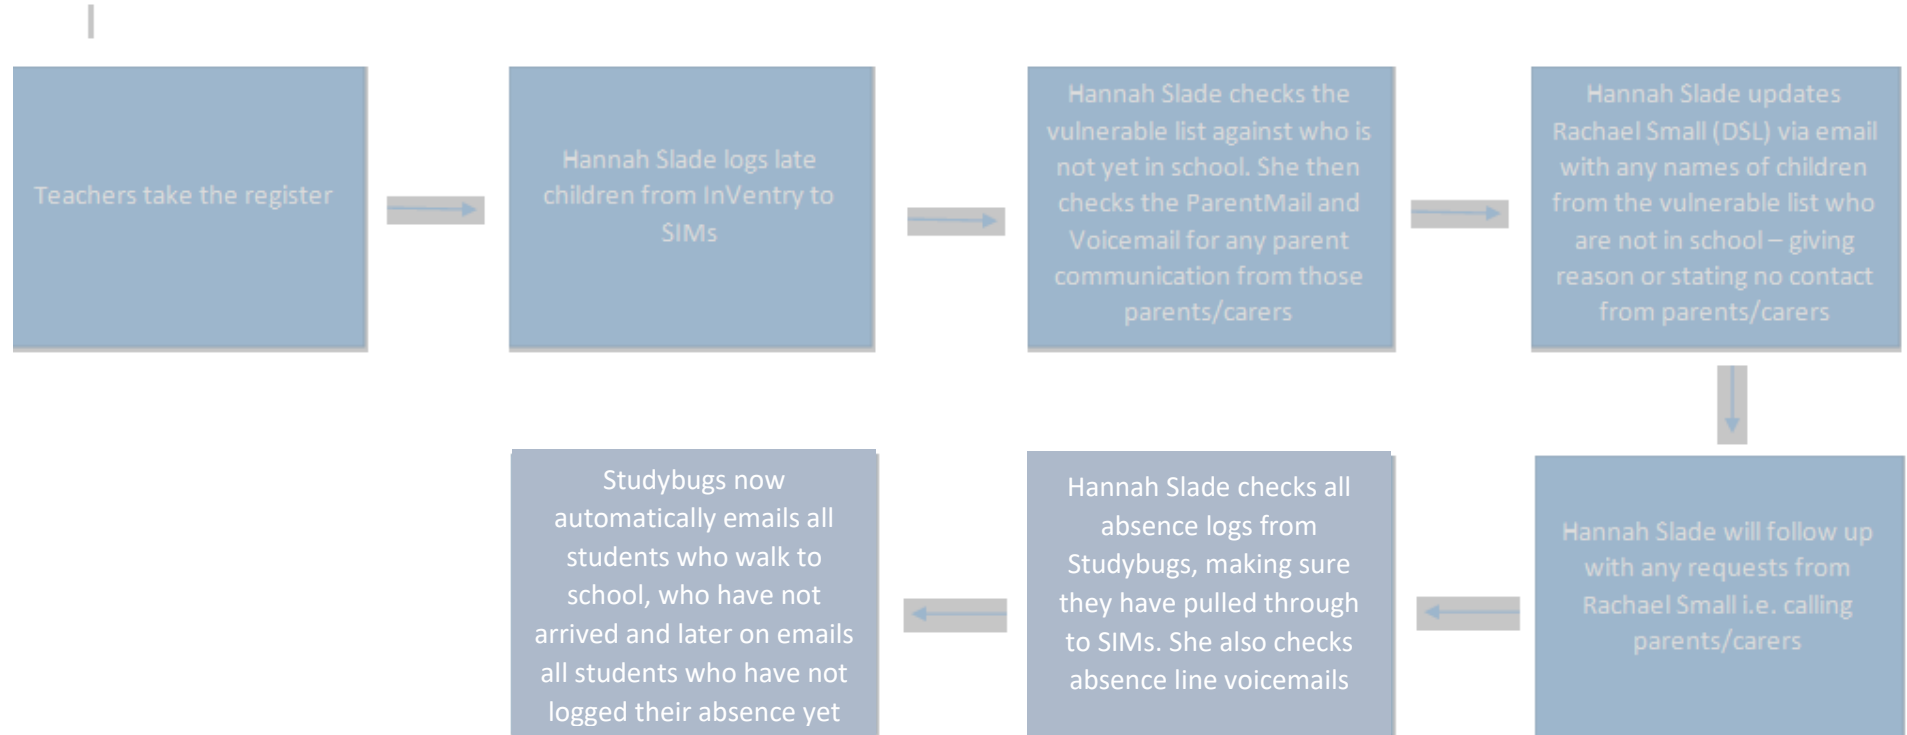 Teachers take the register
Hannah Slade logs late
children from InVentry to
SIMs
Hannah Slade checks the
vulnerable list against who is
not yet in school. She then
checks the ParentMail and
Voicemail for any parent
communication from those
parents/carers
Hannah Slade updates
Rachael Small (DSL) via email
with any names of children
from the vulnerable list who
are not in school – giving
reason or stating no contact
from parents/carers
Hannah Slade will follow up
with any requests from
Rachael Small i.e. calling
parents/carers
Hannah Slade checks all
absence logs from
Studybugs, making sure
they have pulled through
to SIMs. She also checks
absence line voicemails
Studybugs now
automatically emails all
students who walk to
school, who have not
arrived and later on emails
all students who have not
logged their absence yet